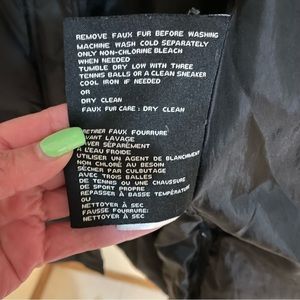 REMOVE FAUX FUR BEFORE WASHING
MACHINE WASH COLD SEPARATELY
ONLY NON-CHLORINE BLEACH
WHEN NEEDED
TUMBLE DRY LOW WITH THREE
TENNIS BALLS OR A CLEAN SNEAKER
COOL IRON IF NEEDED
OR
DRY CLEAN
FAUX FUR CARE: DRY CLEAN
RETIRER FAUX FOURRURE
AVANT LAVAGE
LAVER SÉPARÉMENT
À L'EAU FROIDE
UTILISER UN AGENT DE BLANCHIMENT
NON CHLORÉ AU BESOIN
SÉCHER PAR CULBUTAGE
AVEC TROIS BALLES
DE TENNIS OU UNE CHAUSSURE
DE SPORT PROPRE
REPASSER À BASSE TEMPÉRATURE
OU
NETTOYER À SEC
FAUSSE FOURRURE:
NETTOYER À SEC